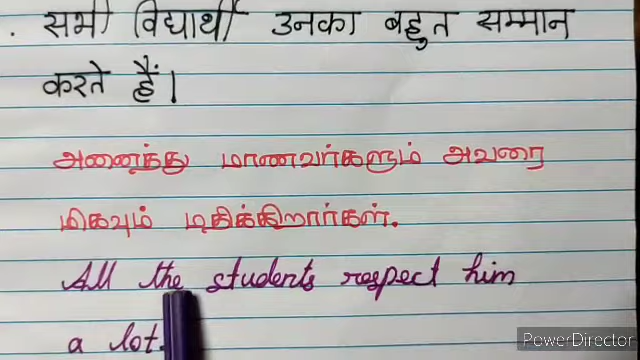 . सभी विद्यार्थी उनका बहुत सम्मान
करते हैं।
அனைத்து மாணவர்களும் அவரை
மிகவும் மதிக்கிறார்கள்.
All the students respect him
a lot.
PowerDirector